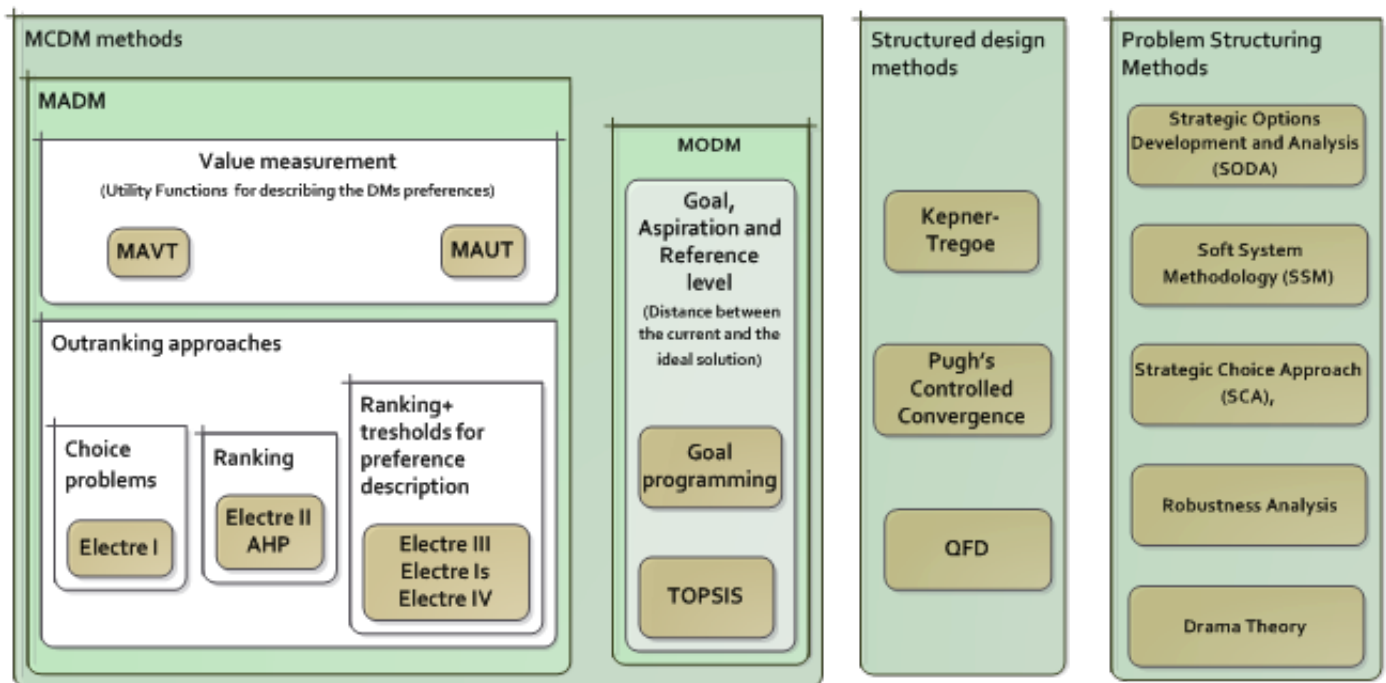 MCDM methods
MADM
Value measurement
(Utility Functions for describing the DMs preferences)
MAVT
MAUT
Outranking approaches
Choice
problems
Electre I
Ranking
Electre II
AHP
Ranking+
tresholds for
preference
description
Electre III
Electre Is
Electre IV
MODM
Goal,
Aspiration and
Reference
level
(Distance between
the current and the
ideal solution)
Goal
programming
TOPSIS
Structured design
methods
Kepner-
Tregoe
Pugh's
Controlled
Convergence
QFD
Problem Structuring
Methods
Strategic Options
Development and Analysis
(SODA)
Soft System
Methodology (SSM)
Strategic Choice Approach
(SCA),
Robustness Analysis
Drama Theory